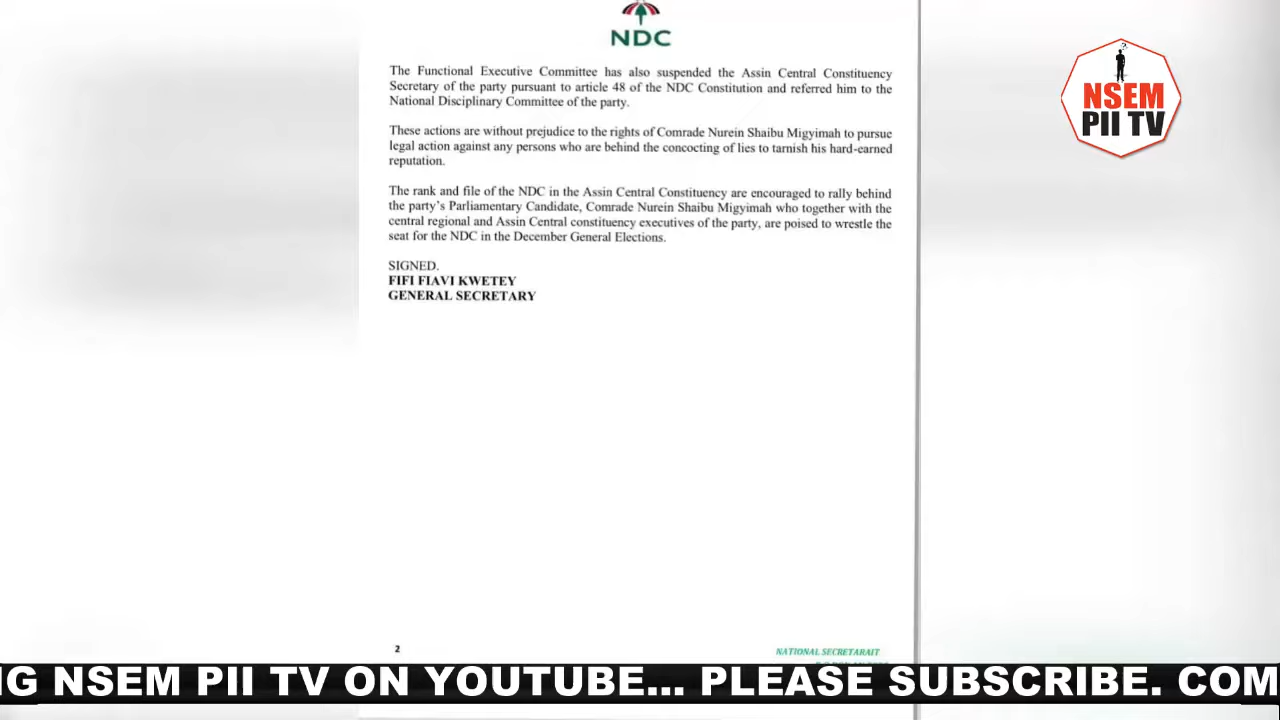 NDC
The Functional Executive Committee has also suspended the Assin Central Constituency
Secretary of the party pursuant to article 48 of the NDC Constitution and referred him to the
National Disciplinary Committee of the party.
These actions are without prejudice to the rights of Comrade Nurein Shaibu Migyimah to pursue
legal action against any persons who are behind the concocting of lies to tarnish his hard-earned
reputation.
The rank and file of the NDC in the Assin Central Constituency are encouraged to rally behind
the party's Parliamentary Candidate, Comrade Nurein Shaibu Migyimah who together with the
central regional and Assin Central constituency executives of the party, are poised to wrestle the
seat for the NDC in the December General Elections.
SIGNED.
FIFI FIAVI KWETEY
GENERAL SECRETARY
2
NATIONAL SECRETARAIT
NSEM
PII TV
G NSEM PII TV ON YOUTUBE... PLEASE SUBSCRIBE. COM